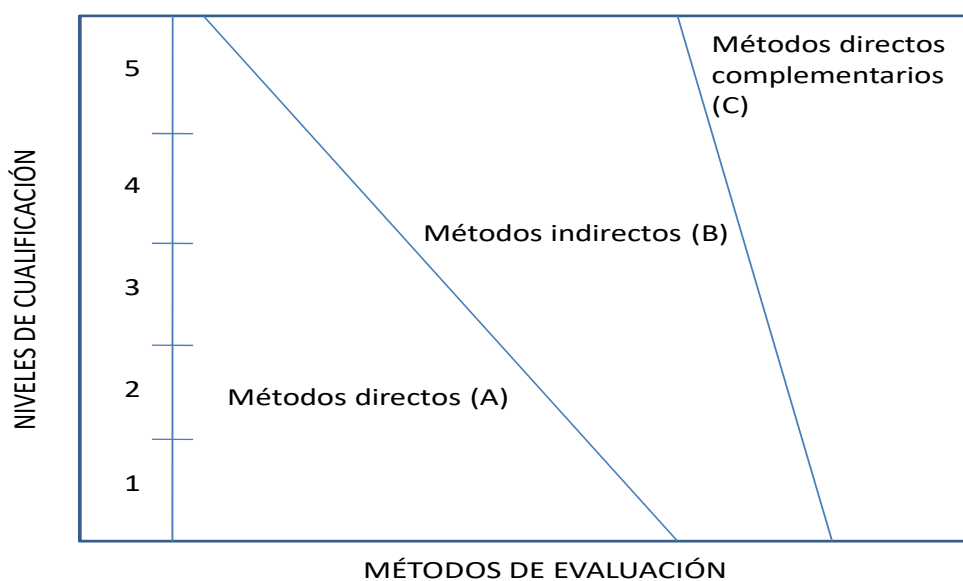 Métodos directos
complementarios
(C)
5
4
Métodos indirectos (B)
3
2
Métodos directos (A)
1
NIVELES DE CUALIFICACIÓN
MÉTODOS DE EVALUACIÓN